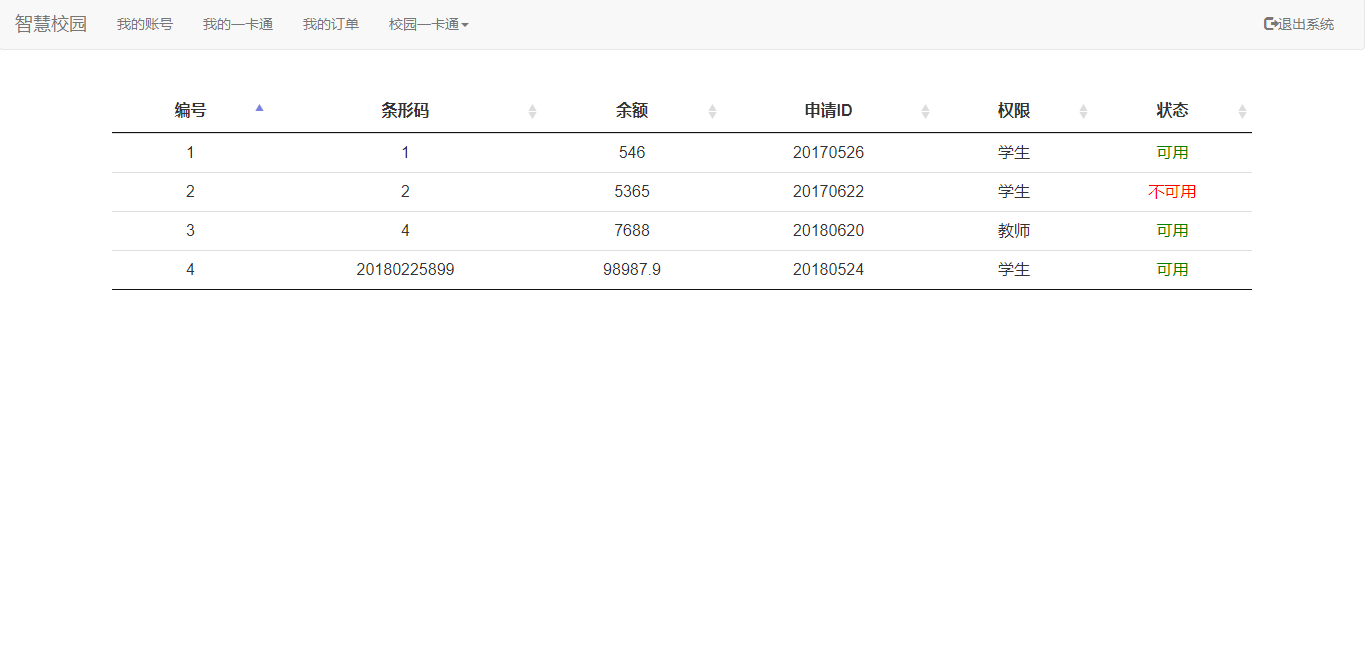 智慧校园 我的账号 我的一卡通 我的订单 校园一卡通 退出系统
编号 条形码 余额 申请ID 权限 状态
1 1 546 20170526 学生 可用
2 2 5365 20170622 学生 不可用
3 4 7688 20180620 教师 可用
4 20180225899 98987.9 20180524 学生 可用